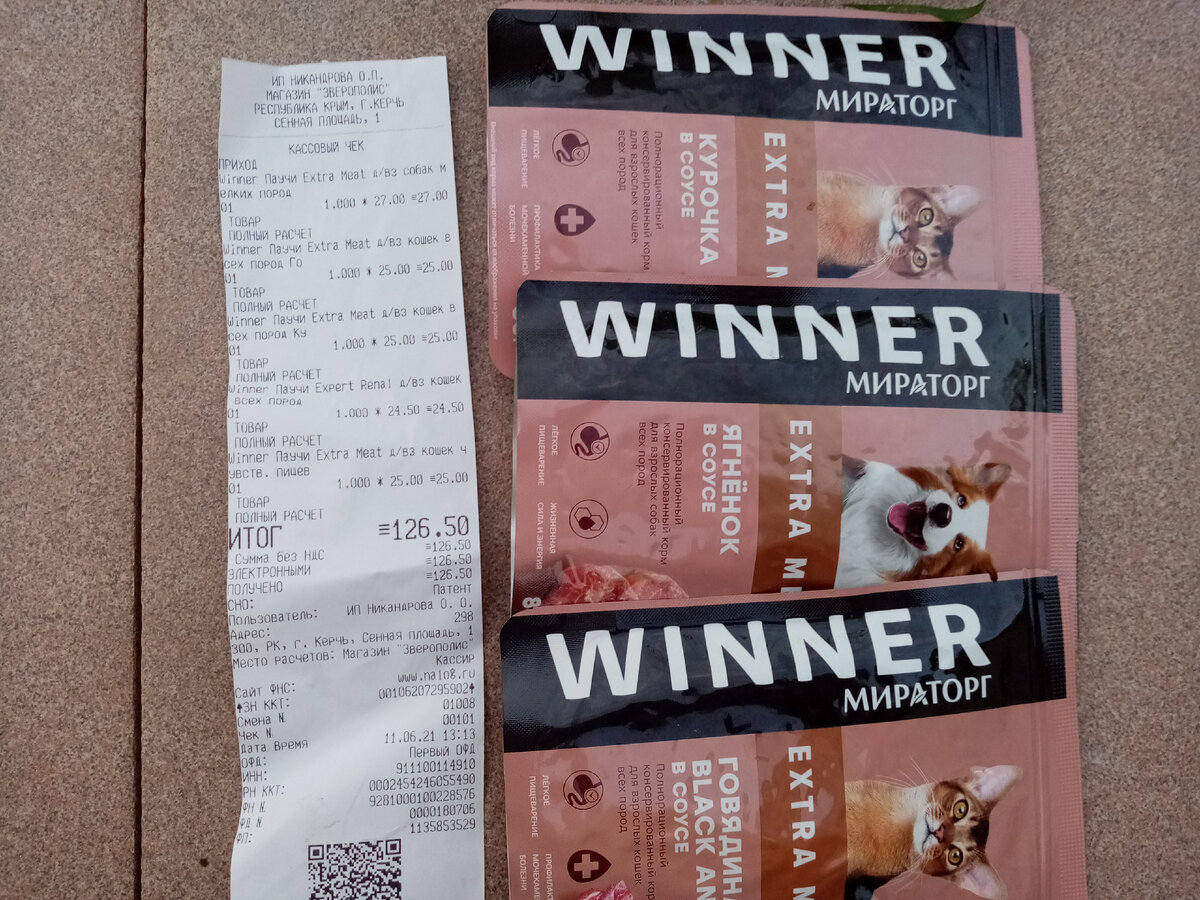 ИП НИКАНДРОВА О.П.
МАГАЗИН "ЗВЕРОПОЛИС"
РЕСПУБЛИКА КРЫМ, Г.КЕРЧЬ
СЕННАЯ ПЛОЩАДЬ, 1
КАССОВЫЙ ЧЕК
ПРИХОД
Winner Паучи Extra Meat д/вз собак м
елких пород
01 1.000 * 27.00 =27.00
ТОВАР
ПОЛНЫЙ РАСЧЕТ
Winner Паучи Extra Meat д/вз кошек в
сех пород Го
01 1.000 * 25.00 =25.00
ТОВАР
ПОЛНЫЙ РАСЧЕТ
Winner Паучи Extra Meat д/вз кошек в
сех пород Ку
01 1.000 * 25.00 =25.00
ТОВАР
ПОЛНЫЙ РАСЧЕТ
Winner Паучи Expert Renal д/вз кошек
всех пород
01 1.000 * 24.50 =24.50
ТОВАР
ПОЛНЫЙ РАСЧЕТ
Winner Паучи Extra Meat д/вз кошек ч
увств. пищев
01 1.000 * 25.00 =25.00
ТОВАР
ПОЛНЫЙ РАСЧЕТ
ИТОГ =126.50
Сумма без НДС =126.50
ЭЛЕКТРОННЫМИ =126.50
ПОЛУЧЕНО =126.50
СНО: Патент
Пользователь: ИП Никандрова О. О.
Адрес: 298
300, РК, г. Керчь, Сенная площадь, 1
Место расчетов: Магазин "Зверополис"
Кассир
Сайт ФНС: www.nalog.ru
ЗН ККТ: 00106207295902
Смена N 01008
Чек N 00101
Дата Время 11.06.21 13:13
ОФД: Первый ОФД
ИНН: 911100114910
РН ККТ: 0002454246055490
ФН N 9281000100228576
ФД N 0000180706
ФП: 1135853529
WINNER
МИРАТОРГ
EXTRA M
КУРОЧКА
В СОУСЕ
Полнорационный
консервированный корм
для взрослых кошек
всех пород
ЛЁГКОЕ
ПИЩЕВАРЕНИЕ
ПРОФИЛАКТИКА
МОЧЕКАМЕННОЙ
БОЛЕЗНИ
WINNER
МИРАТОРГ
EXTRA ME
ЯГНЁНОК
В СОУСЕ
Полнорационный
консервированный корм
для взрослых собак
всех пород
ЛЁГКОЕ
ПИЩЕВАРЕНИЕ
ЖИЗНЕННАЯ
СИЛА И ЭНЕРГИЯ
8
WINNER
МИРАТОРГ
EXTRA M
ГОВЯДИНА
BLACK AN
В СОУСЕ
Полнорационный
консервированный кор
для взрослых кошек
всех пород
ЛЁГКОЕ
ПИЩЕВАРЕНИЕ
ПРОФИЛАК
МОЧЕКАМЕ
БОЛЕЗНИ